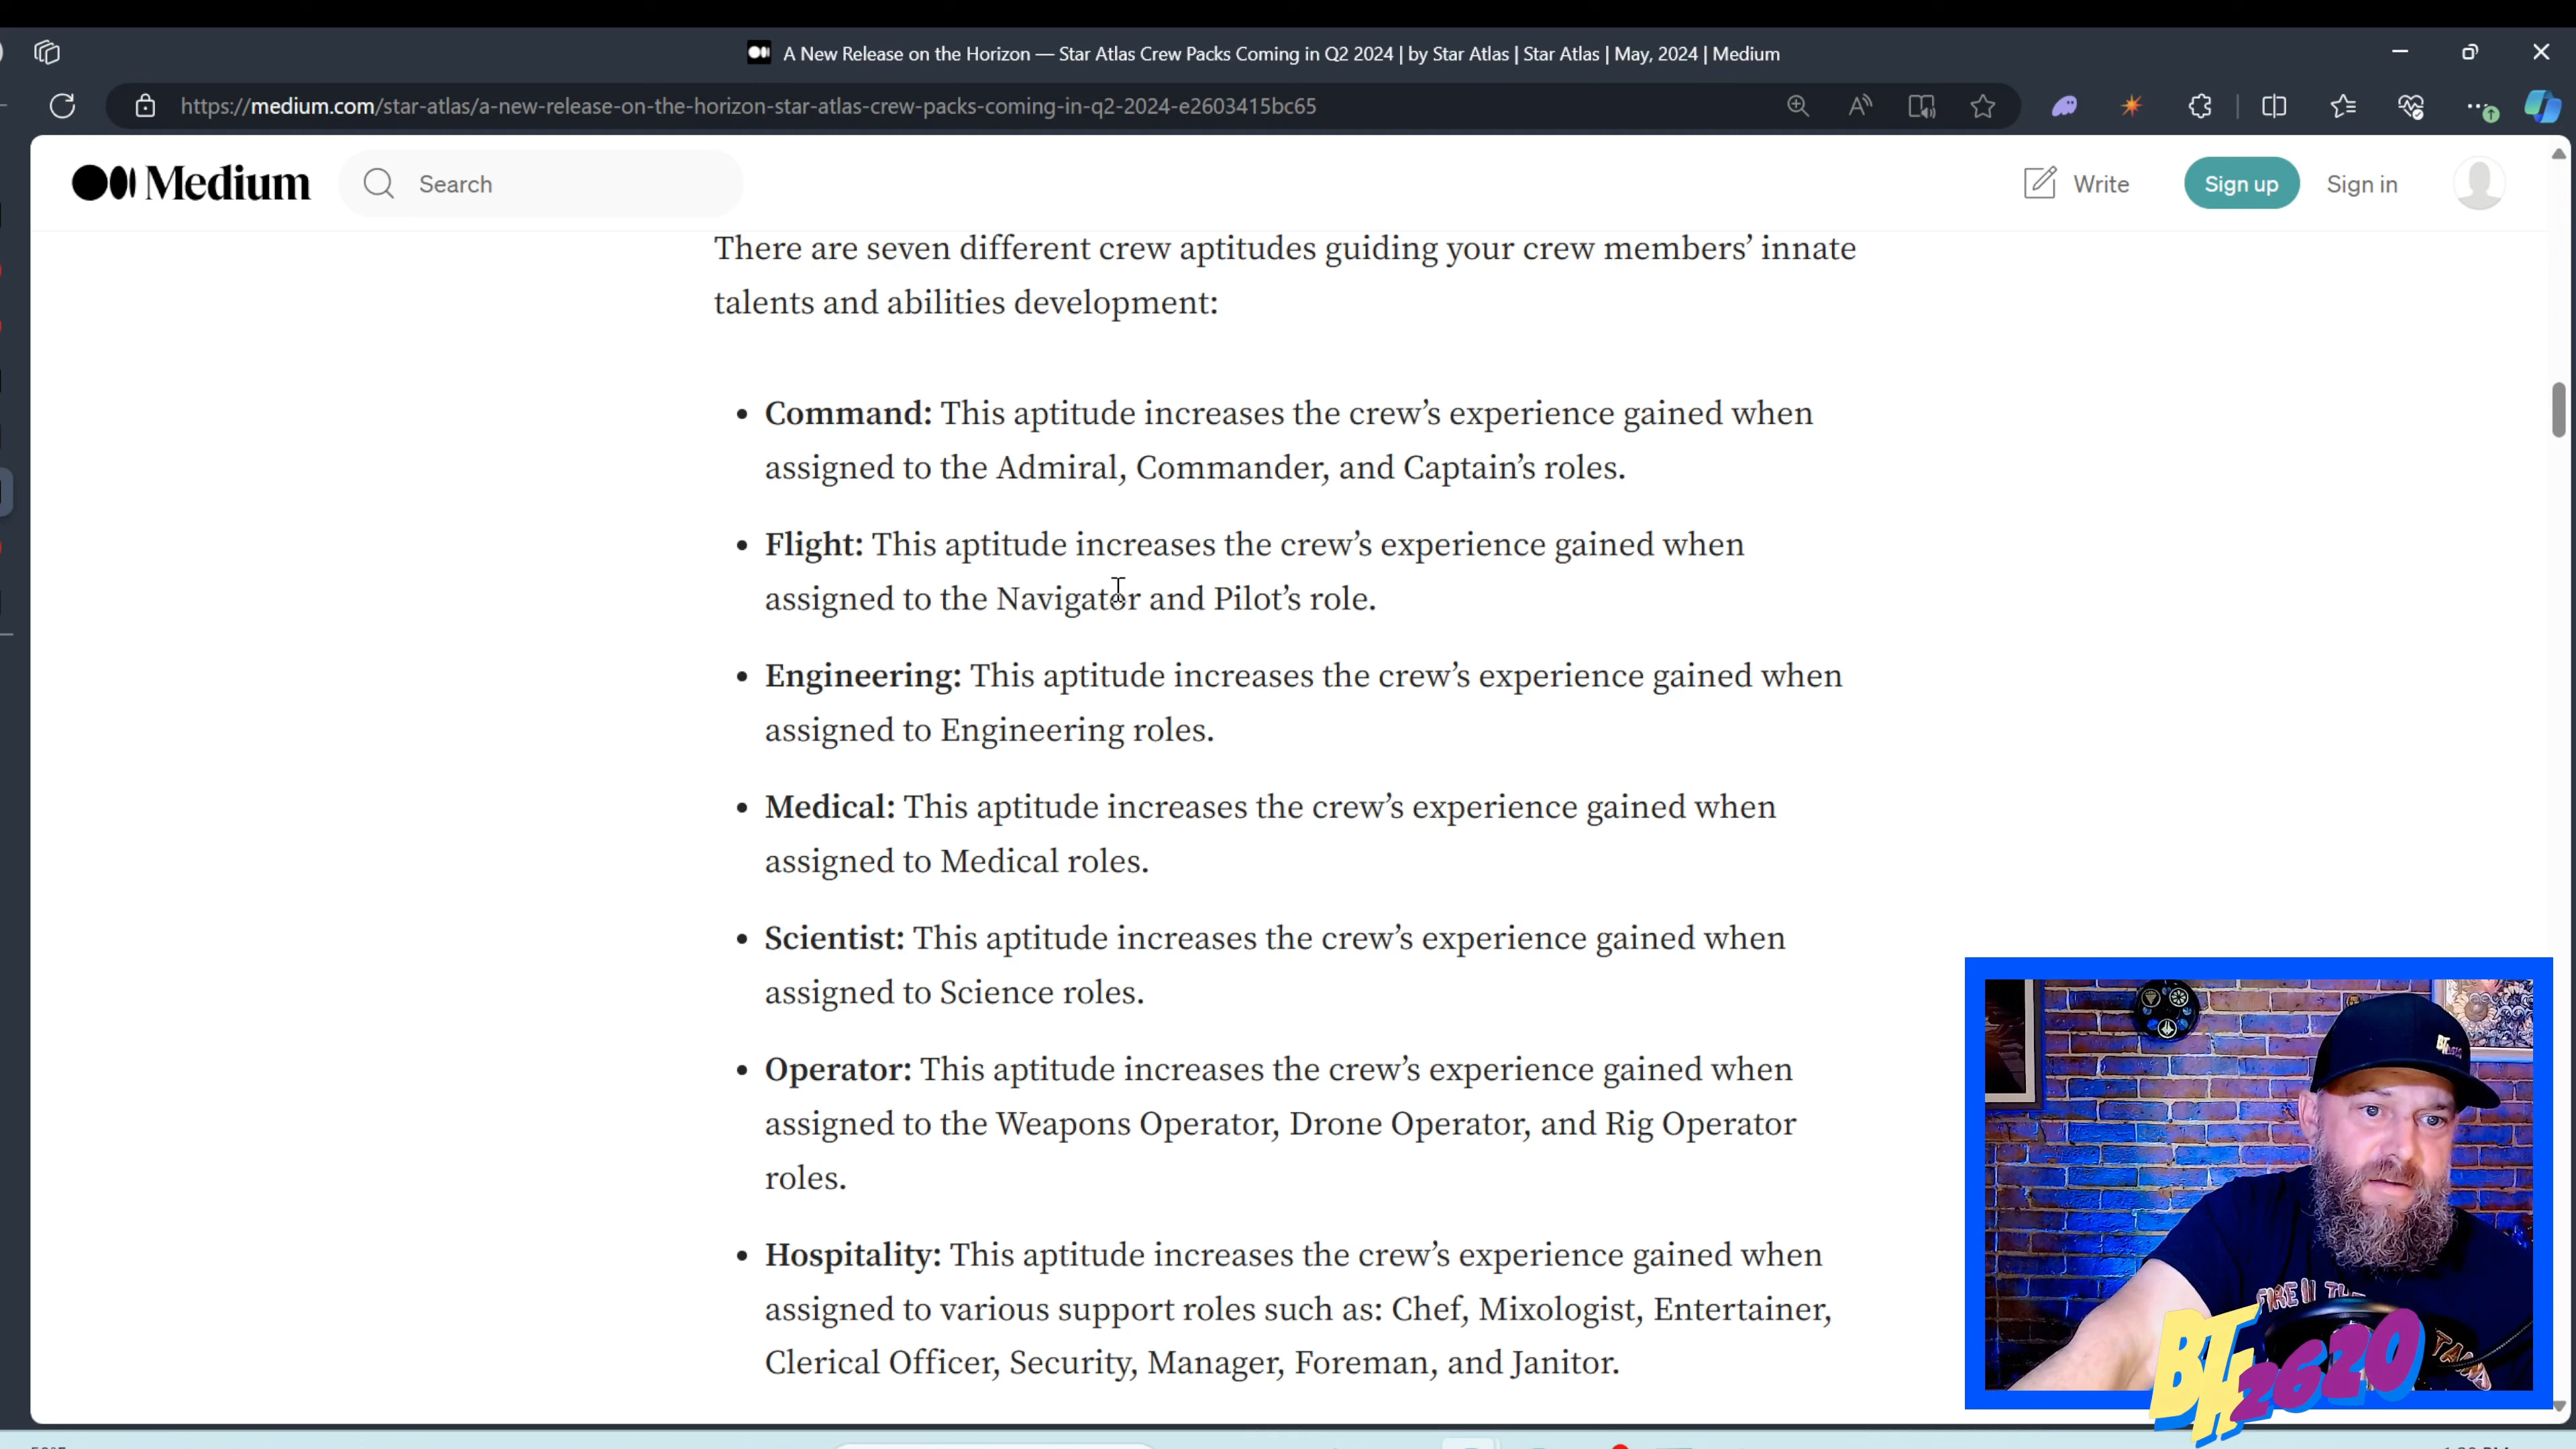 A New Release on the Horizon — Star Atlas Crew Packs Coming in Q2 2024 | by Star Atlas | Star Atlas | May, 2024 | Medium
https://medium.com/star-atlas/a-new-release-on-the-horizon-star-atlas-crew-packs-coming-in-q2-2024-e2603415bc65
Medium
Search
Write
Sign up
Sign in
There are seven different crew aptitudes guiding your crew members’ innate
talents and abilities development:
• Command: This aptitude increases the crew’s experience gained when
assigned to the Admiral, Commander, and Captain’s roles.
• Flight: This aptitude increases the crew’s experience gained when
assigned to the Navigator and Pilot’s role.
• Engineering: This aptitude increases the crew’s experience gained when
assigned to Engineering roles.
• Medical: This aptitude increases the crew’s experience gained when
assigned to Medical roles.
• Scientist: This aptitude increases the crew’s experience gained when
assigned to Science roles.
• Operator: This aptitude increases the crew’s experience gained when
assigned to the Weapons Operator, Drone Operator, and Rig Operator
roles.
• Hospitality: This aptitude increases the crew’s experience gained when
assigned to various support roles such as: Chef, Mixologist, Entertainer,
Clerical Officer, Security, Manager, Foreman, and Janitor.
FIRE IN
BTH2620